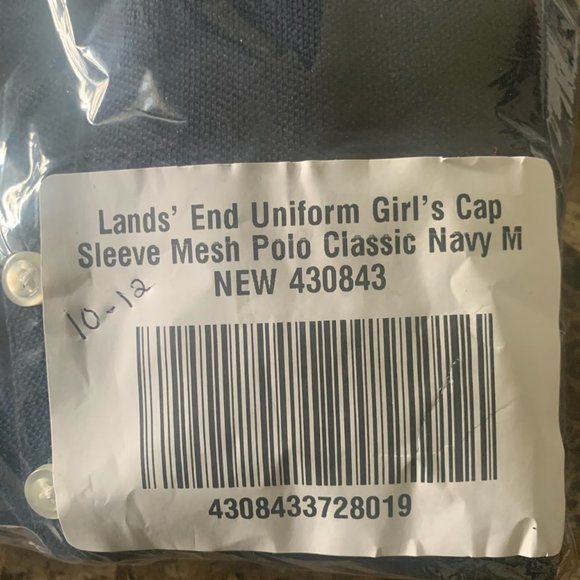 Lands' End Uniform Girl's Cap
Sleeve Mesh Polo Classic Navy M
NEW 430843
10-12
4308433728019